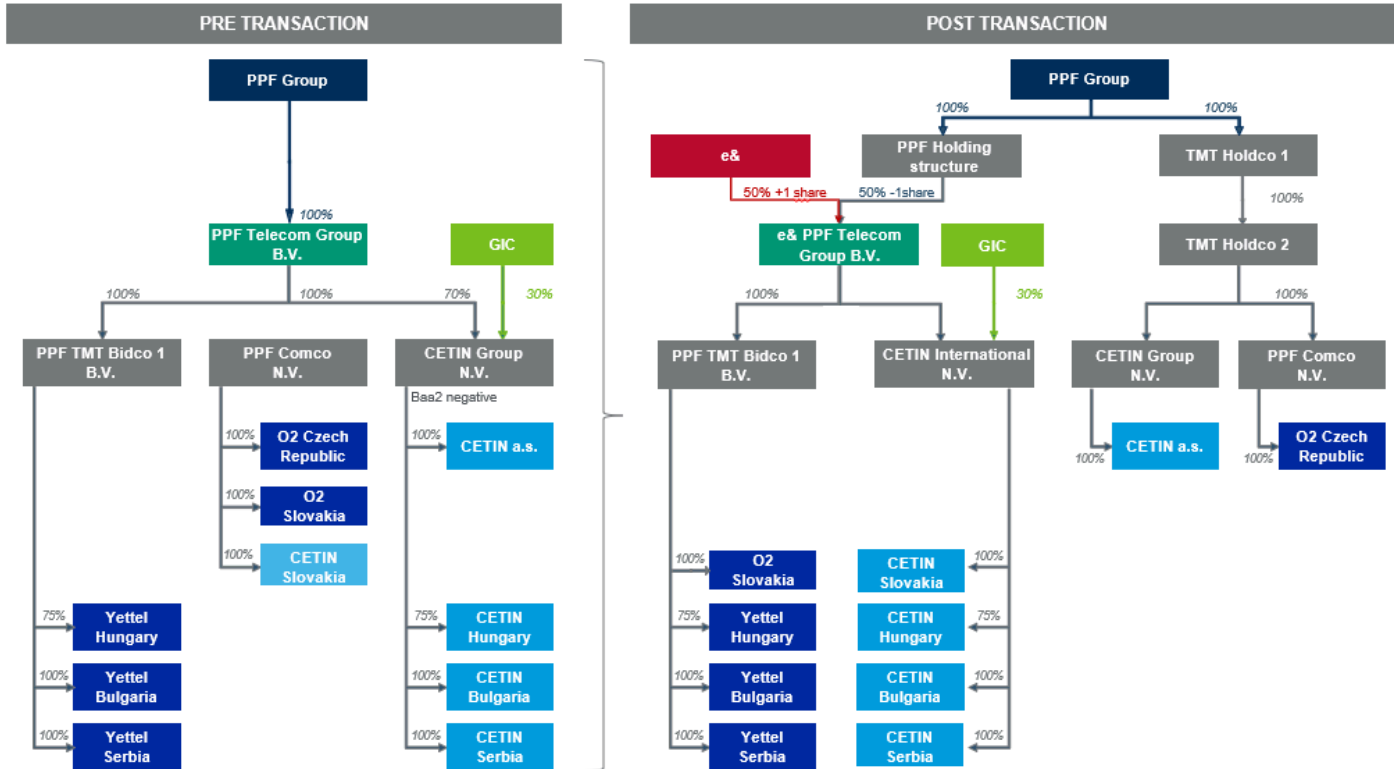 PRE TRANSACTION
PPF Group
100%
PPF Telecom Group
B.V.
GIC
100%
100%
70%
30%
PPF TMT Bidco 1
B.V.
PPF Comco
N.V.
CETIN Group
N.V.
Baa2 negative
100%
O2 Czech
Republic
100%
CETIN a.s.
100%
O2
Slovakia
100%
CETIN
Slovakia
75%
Yettel
Hungary
75%
CETIN
Hungary
100%
Yettel
Bulgaria
100%
CETIN
Bulgaria
100%
Yettel
Serbia
100%
CETIN
Serbia
POST TRANSACTION
PPF Group
100%
100%
e&
PPF Holding
structure
TMT Holdco 1
50% +1 share
50% -1share
100%
e& PPF Telecom
Group B.V.
GIC
TMT Holdco 2
100%
30%
100%
PPF TMT Bidco 1
B.V.
CETIN International
N.V.
CETIN Group
N.V.
PPF Comco
N.V.
100%
CETIN a.s.
100%
O2 Czech
Republic
100%
O2
Slovakia
CETIN
Slovakia
100%
75%
Yettel
Hungary
CETIN
Hungary
75%
100%
Yettel
Bulgaria
CETIN
Bulgaria
100%
100%
Yettel
Serbia
CETIN
Serbia
100%